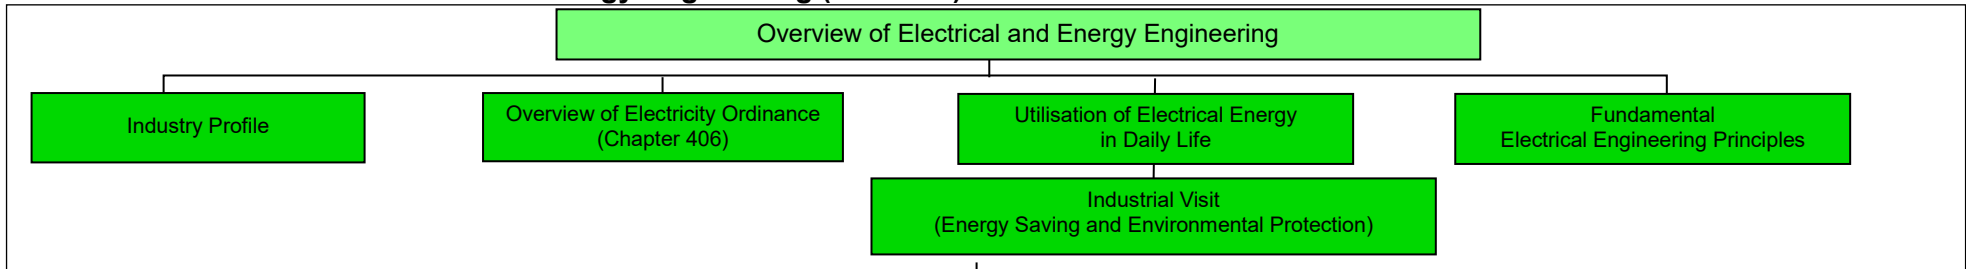 Overview of Electrical and Energy Engineering
Industry Profile
Overview of Electricity Ordinance
(Chapter 406)
Utilisation of Electrical Energy
in Daily Life
Fundamental
Electrical Engineering Principles
Industrial Visit
(Energy Saving and Environmental Protection)